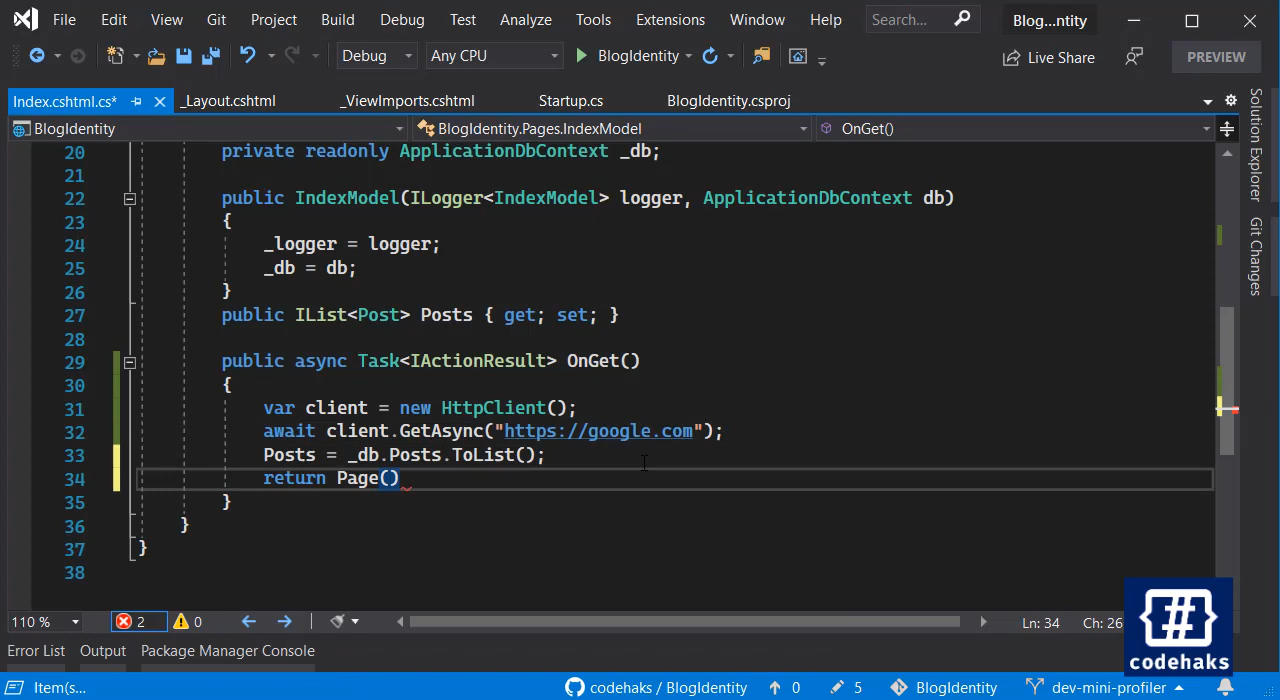 File Edit View Git Project Build Debug Test Analyze Tools Extensions Window Help Search... Blog...ntity
Debug Any CPU BlogIdentity Live Share PREVIEW
Index.cshtml.cs* _Layout.cshtml _ViewImports.cshtml Startup.cs BlogIdentity.csproj
BlogIdentity BlogIdentity.Pages.IndexModel OnGet()
20 private readonly ApplicationDbContext _db;
21
22 public IndexModel(ILogger<IndexModel> logger, ApplicationDbContext db)
23 {
24 _logger = logger;
25 _db = db;
26 }
27 public IList<Post> Posts { get; set; }
28
29 public async Task<IActionResult> OnGet()
30 {
31 var client = new HttpClient();
32 await client.GetAsync("https://google.com");
33 Posts = _db.Posts.ToList();
34 return Page()
35 }
36 }
37 }
38
Solution Explorer
Git Changes
110 % 2 0 Ln: 34 Ch: 26
{#}
codehaks
Error List Output Package Manager Console
Item(s... codehaks / BlogIdentity 0 5 BlogIdentity dev-mini-profiler